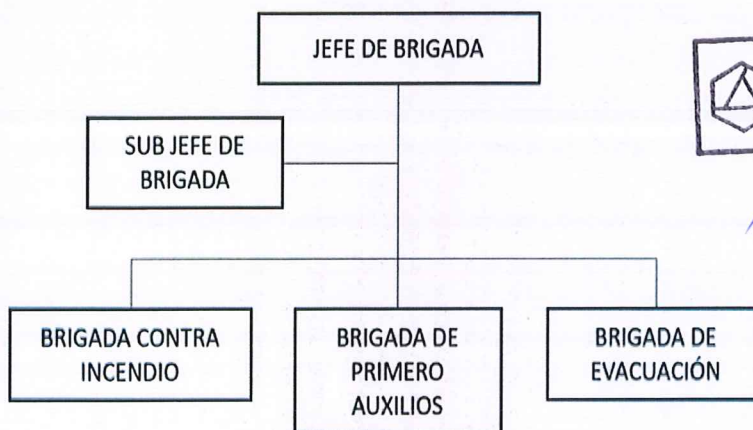 JEFE DE BRIGADA
SUB JEFE DE
BRIGADA
BRIGADA CONTRA
INCENDIO
BRIGADA DE
PRIMERO
AUXILIOS
BRIGADA DE
EVACUACIÓN